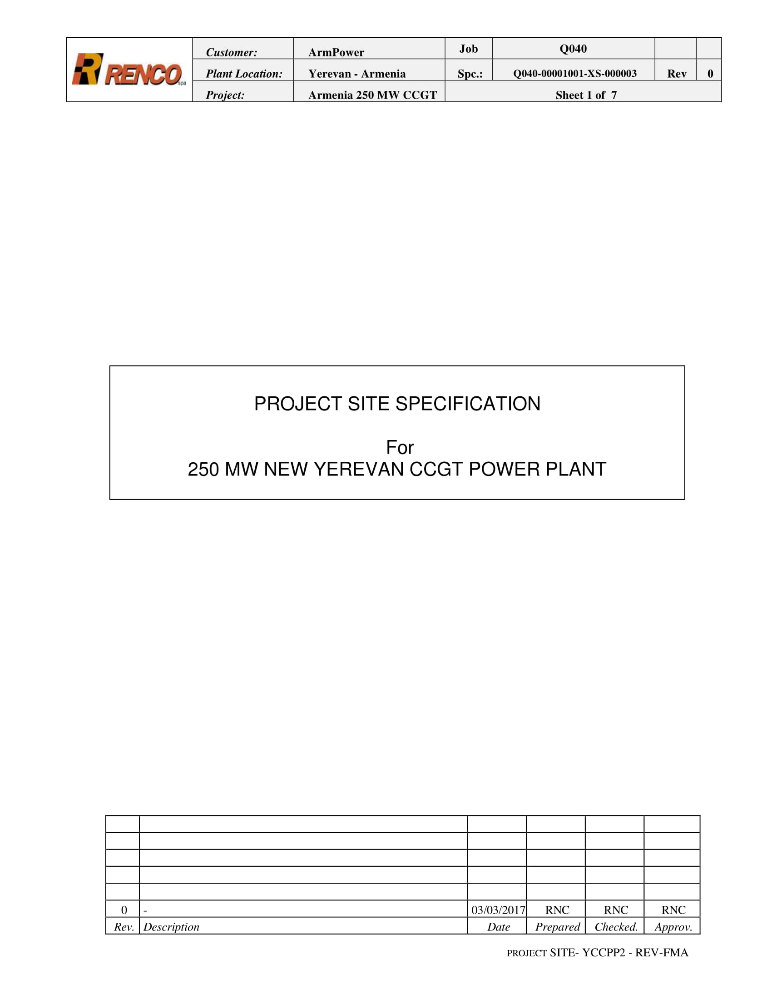 RENCO spa
Customer: ArmPower Job Q040
Plant Location: Yerevan - Armenia Spc.: Q040-00001001-XS-000003 Rev 0
Project: Armenia 250 MW CCGT Sheet 1 of 7
PROJECT SITE SPECIFICATION
For
250 MW NEW YEREVAN CCGT POWER PLANT
0 - 03/03/2017 RNC RNC RNC
Rev. Description Date Prepared Checked. Approv.
PROJECT SITE- YCCPP2 - REV-FMA